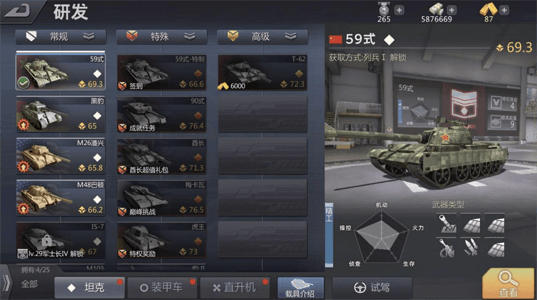 研发
265
5876669
87
常规
特殊
高级
59式
69.3
59式-特制
签到
66.6
T-62
6000
72.3
黑豹
65
90式
成就任务
76.4
M26潘兴
65.8
酋长
酋长超值礼包
71.3
M48巴顿
66.2
梅卡瓦
巅峰挑战
76.5
IS-7
lv.29军士长IV 解锁
虎王
特权奖励
73
拥有:4/25
全部
坦克
装甲车
直升机
载具介绍
59式
69.3
获取方式:列兵 I 解锁
精工
机动
火力
生存
侦查
操控
武器类型
试驾
查看